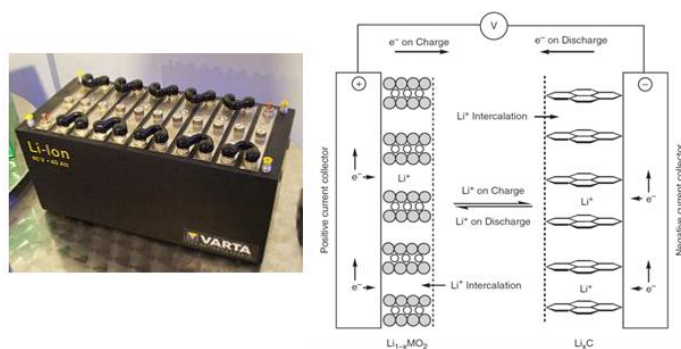 Li-Ion
VARTA
V
e⁻ on Charge
e⁻ on Discharge
+
−
Li⁺ Intercalation
Li⁺
Li⁺
e⁻
e⁻
Li⁺ on Charge
Li⁺ on Discharge
Li⁺ Intercalation
Li⁺
e⁻
e⁻
Positive current collector
Negative current collector
Li₁₋ₓMO₂
LiₓC